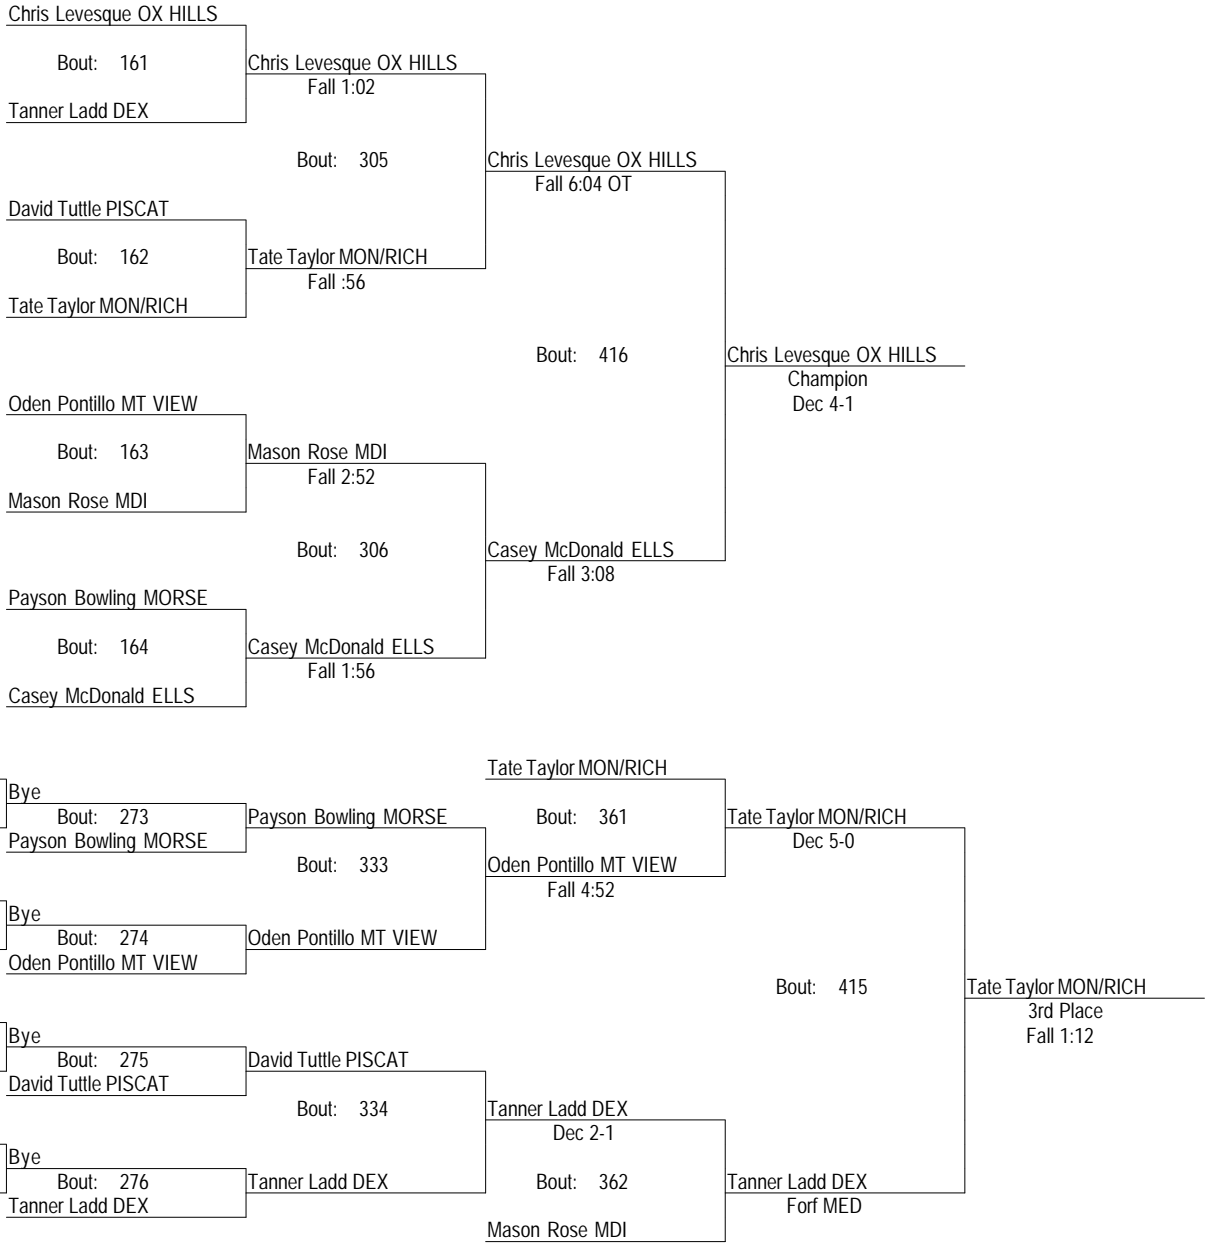 Chris Levesque OX HILLS
Bout: 161
Chris Levesque OX HILLS
Fall 1:02
Tanner Ladd DEX
Bout: 305
Chris Levesque OX HILLS
Fall 6:04 OT
David Tuttle PISCAT
Bout: 162
Tate Taylor MON/RICH
Fall :56
Tate Taylor MON/RICH
Bout: 416
Chris Levesque OX HILLS
Champion
Dec 4-1
Oden Pontillo MT VIEW
Bout: 163
Mason Rose MDI
Fall 2:52
Mason Rose MDI
Bout: 306
Casey McDonald ELLS
Fall 3:08
Payson Bowling MORSE
Bout: 164
Casey McDonald ELLS
Fall 1:56
Casey McDonald ELLS
Tate Taylor MON/RICH
Bye
Bout: 273
Payson Bowling MORSE
Bout: 361
Tate Taylor MON/RICH
Dec 5-0
Payson Bowling MORSE
Bout: 333
Oden Pontillo MT VIEW
Fall 4:52
Bye
Bout: 274
Oden Pontillo MT VIEW
Oden Pontillo MT VIEW
Bout: 415
Tate Taylor MON/RICH
3rd Place
Fall 1:12
Bye
Bout: 275
David Tuttle PISCAT
David Tuttle PISCAT
Bout: 334
Tanner Ladd DEX
Dec 2-1
Bye
Bout: 276
Tanner Ladd DEX
Bout: 362
Tanner Ladd DEX
Forf MED
Tanner Ladd DEX
Mason Rose MDI